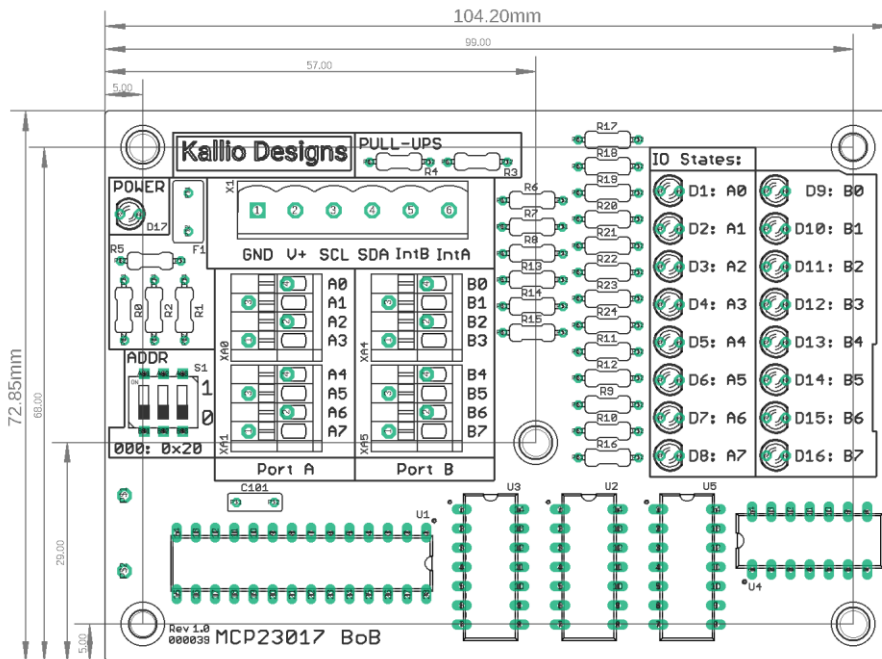 104.20mm
99.00
57.00
5.00
72.85mm
68.00
29.00
5.00
Kallio Designs
PULL-UPS
R4
R3
POWER
D17
F1
X1
1 2 3 4 5 6
GND V+ SCL SDA IntB IntA
R5
R0
R2
R1
ADDR
S1
ON
1
0
000: 0x20
A0
A1
A2
A3
XA0
A4
A5
A6
A7
XA1
Port A
B0
B1
B2
B3
XA4
B4
B5
B6
B7
XA5
Port B
R6
R7
R8
R13
R14
R15
R17
R18
R19
R20
R21
R22
R23
R24
R11
R12
R9
R10
R16
IO States:
D1: A0 D9: B0
D2: A1 D10: B1
D3: A2 D11: B2
D4: A3 D12: B3
D5: A4 D13: B4
D6: A5 D14: B5
D7: A6 D15: B6
D8: A7 D16: B7
C101
U1
U3
U2
U5
U4
Rev 1.0
000039
MCP23017 BoB